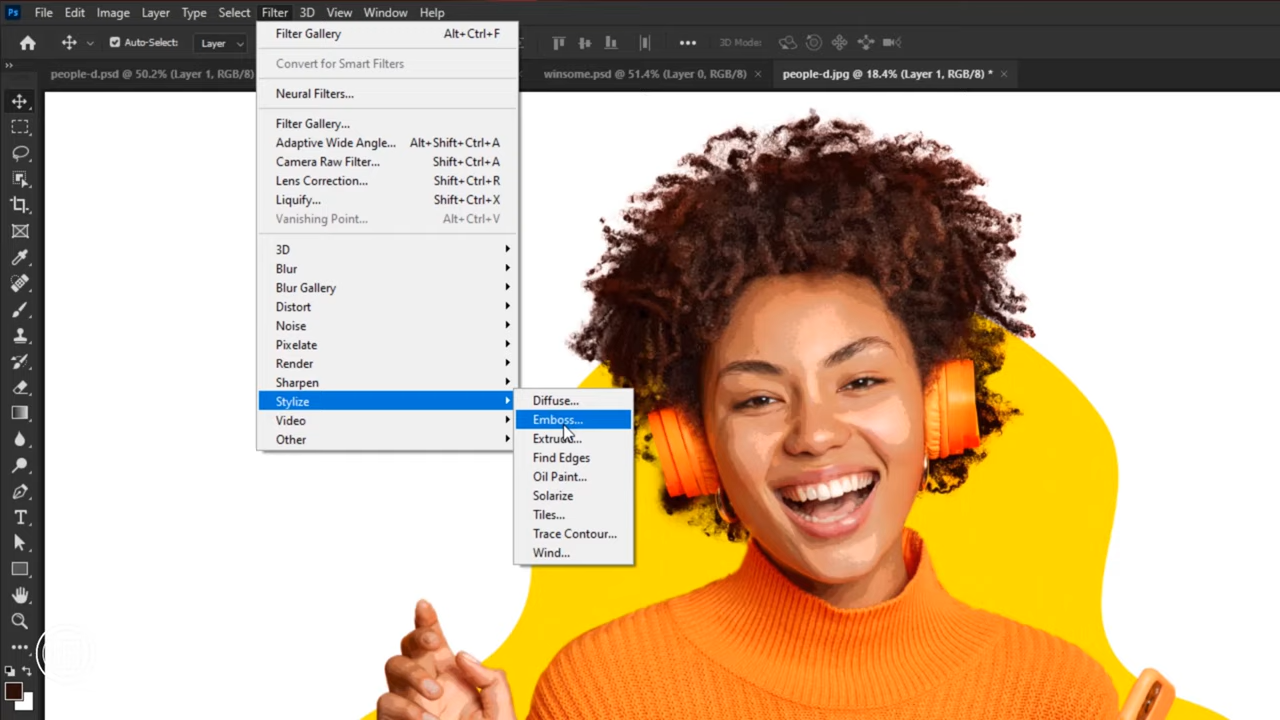 Ps File Edit Image Layer Type Select Filter 3D View Window Help
Auto-Select: Layer 3D Mode:
people-d.psd @ 50.2% (Layer 1, RGB/8) winsome.psd @ 51.4% (Layer 0, RGB/8) × people-d.jpg @ 18.4% (Layer 1, RGB/8) * ×
Filter Gallery Alt+Ctrl+F
Convert for Smart Filters
Neural Filters...
Filter Gallery...
Adaptive Wide Angle... Alt+Shift+Ctrl+A
Camera Raw Filter... Shift+Ctrl+A
Lens Correction... Shift+Ctrl+R
Liquify... Shift+Ctrl+X
Vanishing Point... Alt+Ctrl+V
3D
Blur
Blur Gallery
Distort
Noise
Pixelate
Render
Sharpen
Stylize
Video
Other
Diffuse...
Emboss...
Extrude...
Find Edges
Oil Paint...
Solarize
Tiles...
Trace Contour...
Wind...